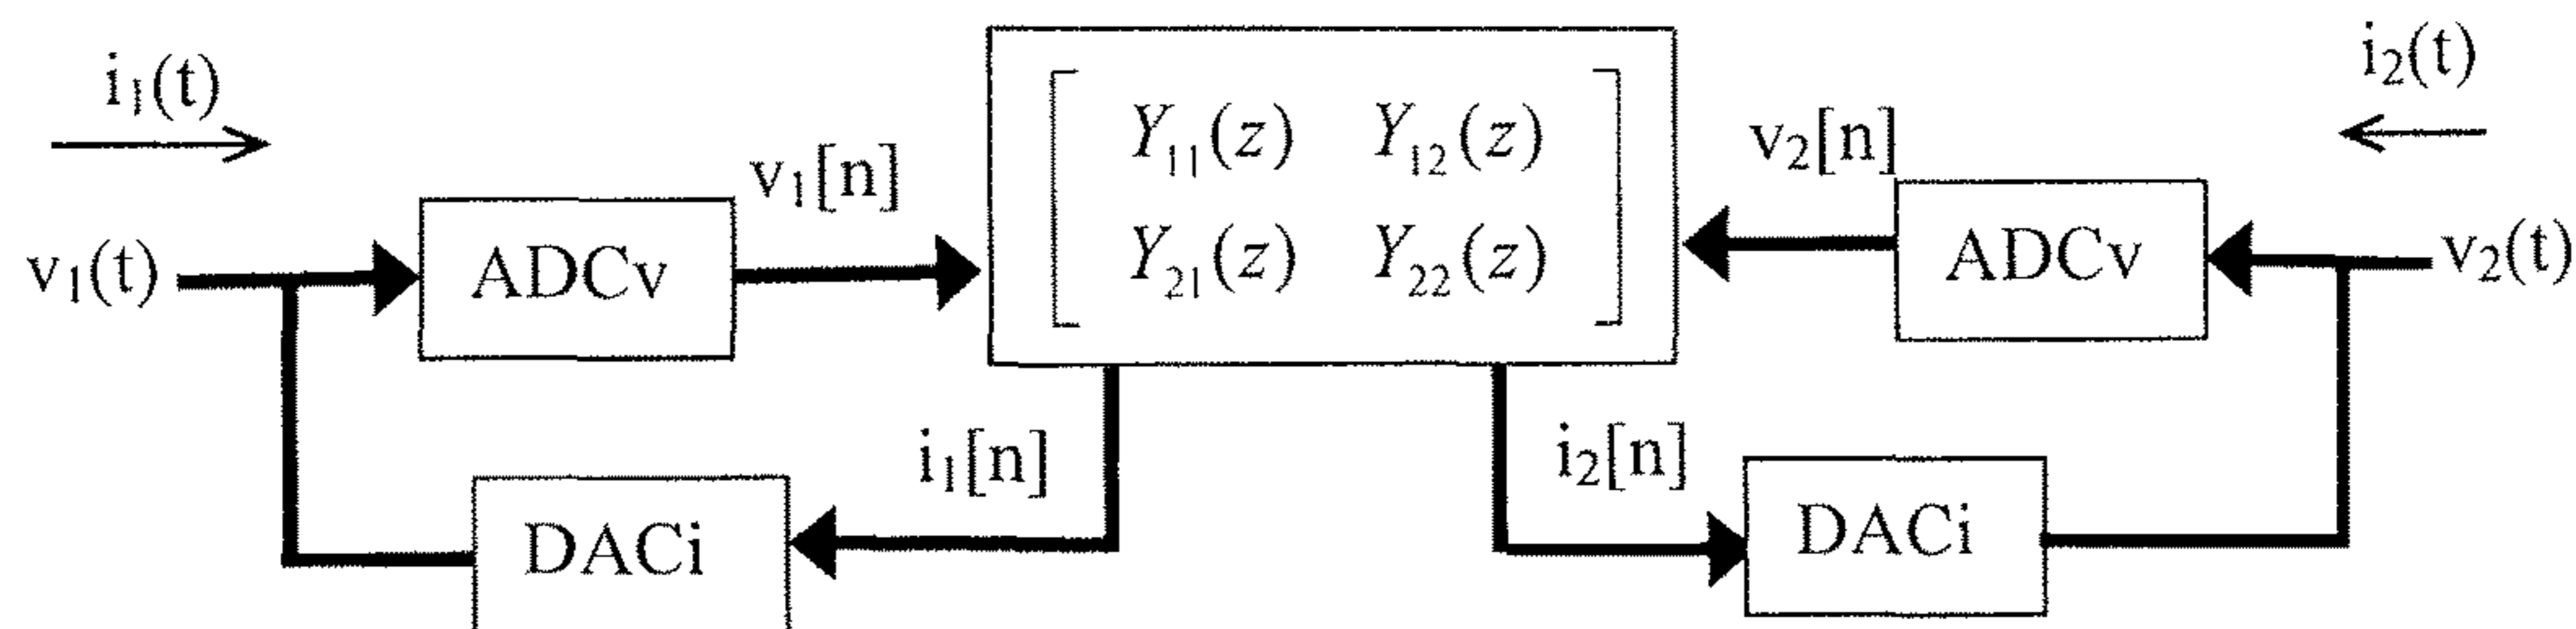 i₁(t)
i₂(t)
Y₁₁(z) Y₁₂(z)
v₁[n]
v₂[n]
Y₂₁(z) Y₂₂(z)
v₁(t)
ADCv
ADCv
v₂(t)
i₁[n]
i₂[n]
DACi
DACi